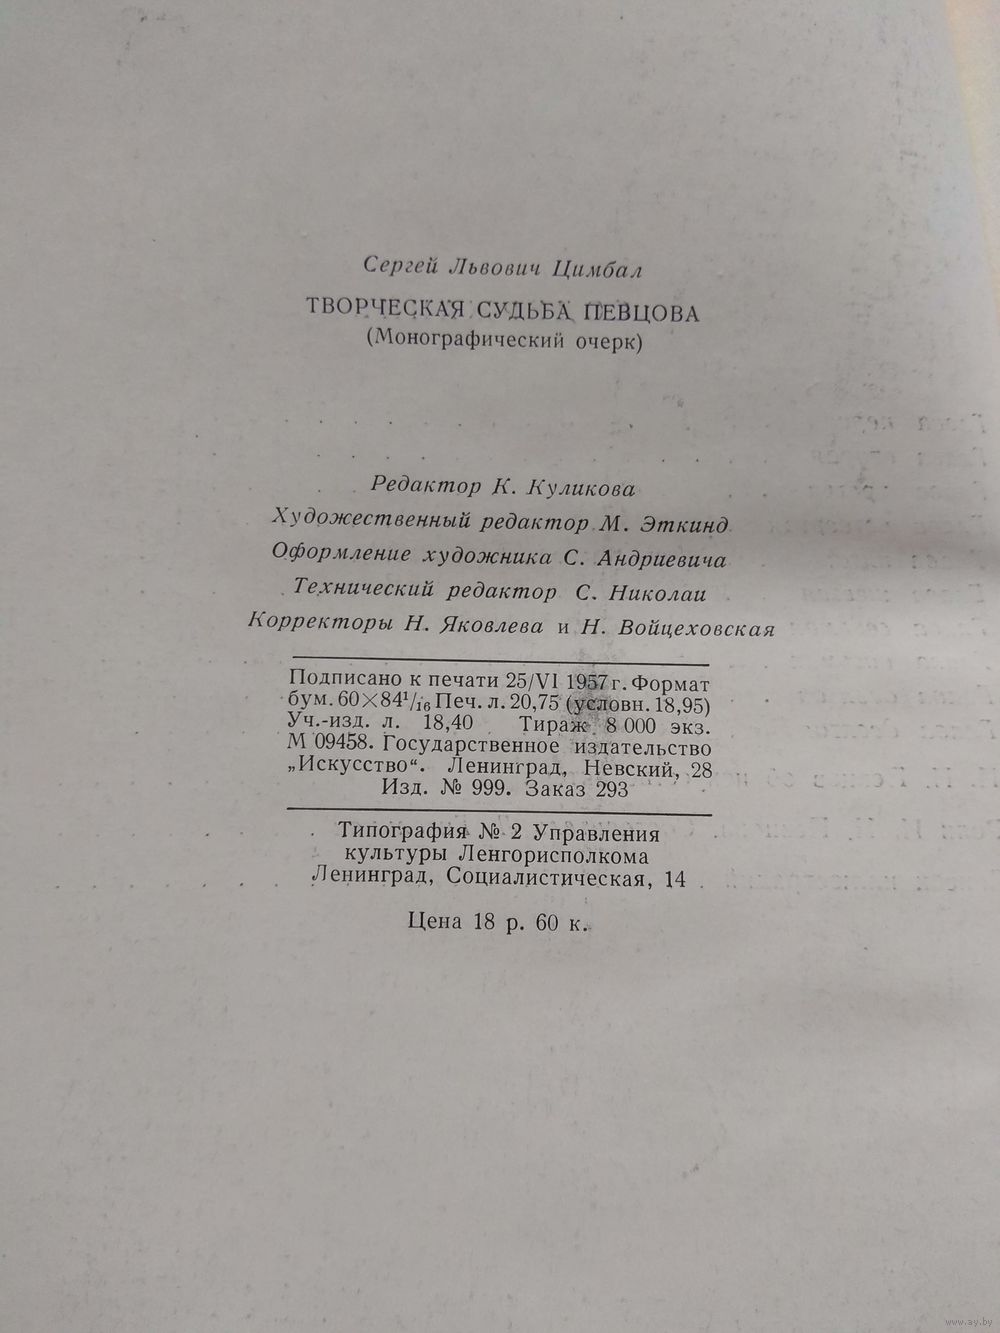 Сергей Львович Цимбал
ТВОРЧЕСКАЯ СУДЬБА ПЕВЦОВА
(Монографический очерк)
Редактор К. Куликова
Художественный редактор М. Эткинд
Оформление художника С. Андриевича
Технический редактор С. Николаи
Корректоры Н. Яковлева и Н. Войцеховская
Подписано к печати 25/VI 1957 г. Формат
бум. 60×84¹/₁₆ Печ. л. 20,75 (условн. 18,95)
Уч.-изд. л. 18,40 Тираж 8 000 экз.
М 09458. Государственное издательство
„Искусство“. Ленинград, Невский, 28
Изд. № 999. Заказ 293
Типография № 2 Управления
культуры Ленгорисполкома
Ленинград, Социалистическая, 14
Цена 18 р. 60 к.
www.ay.by